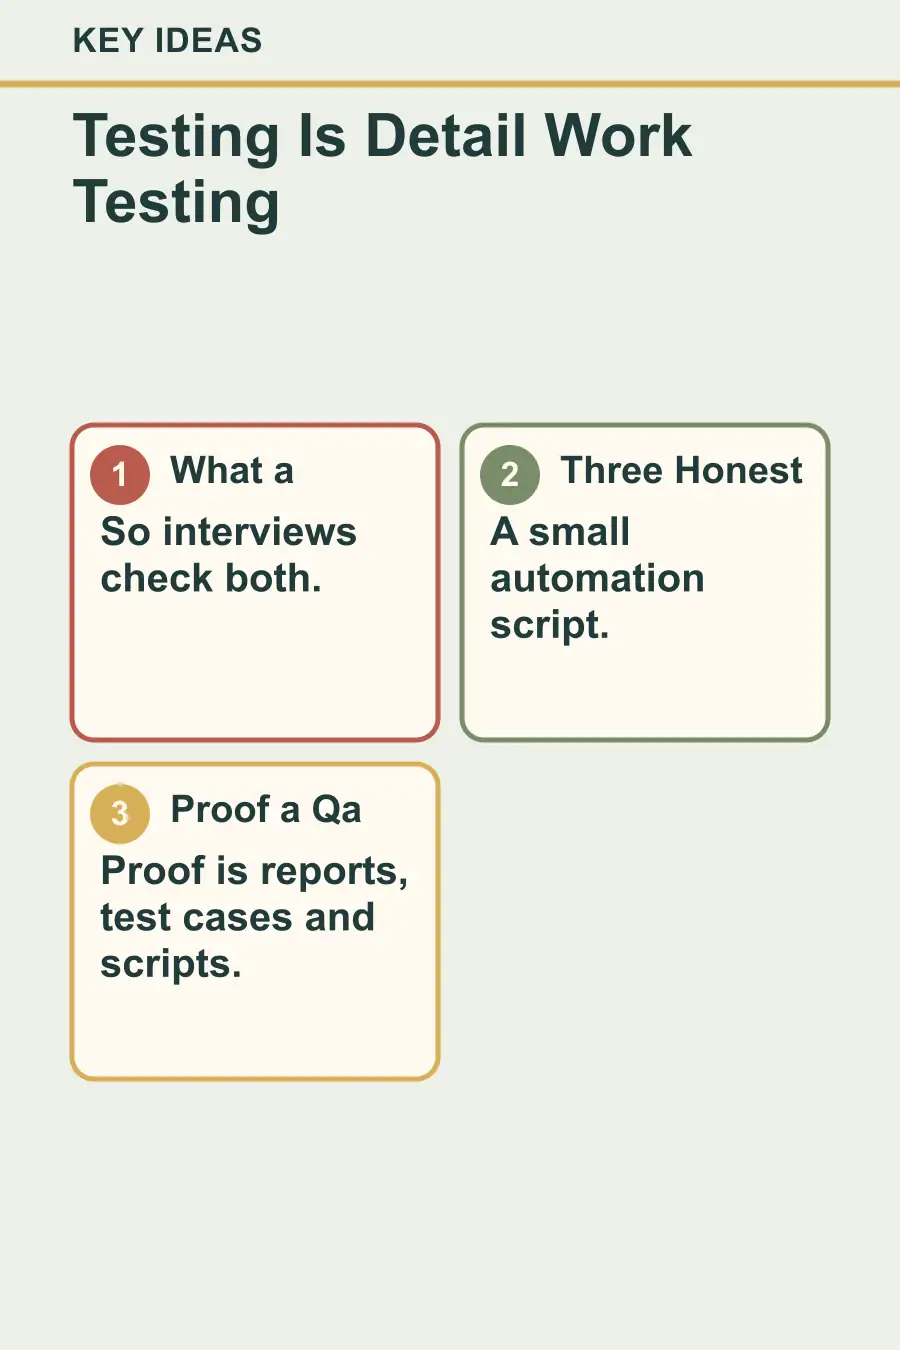 KEY IDEAS
Testing Is Detail Work
Testing
1 What a
So interviews
check both.
2 Three Honest
A small
automation
script.
3 Proof a Qa
Proof is reports,
test cases and
scripts.